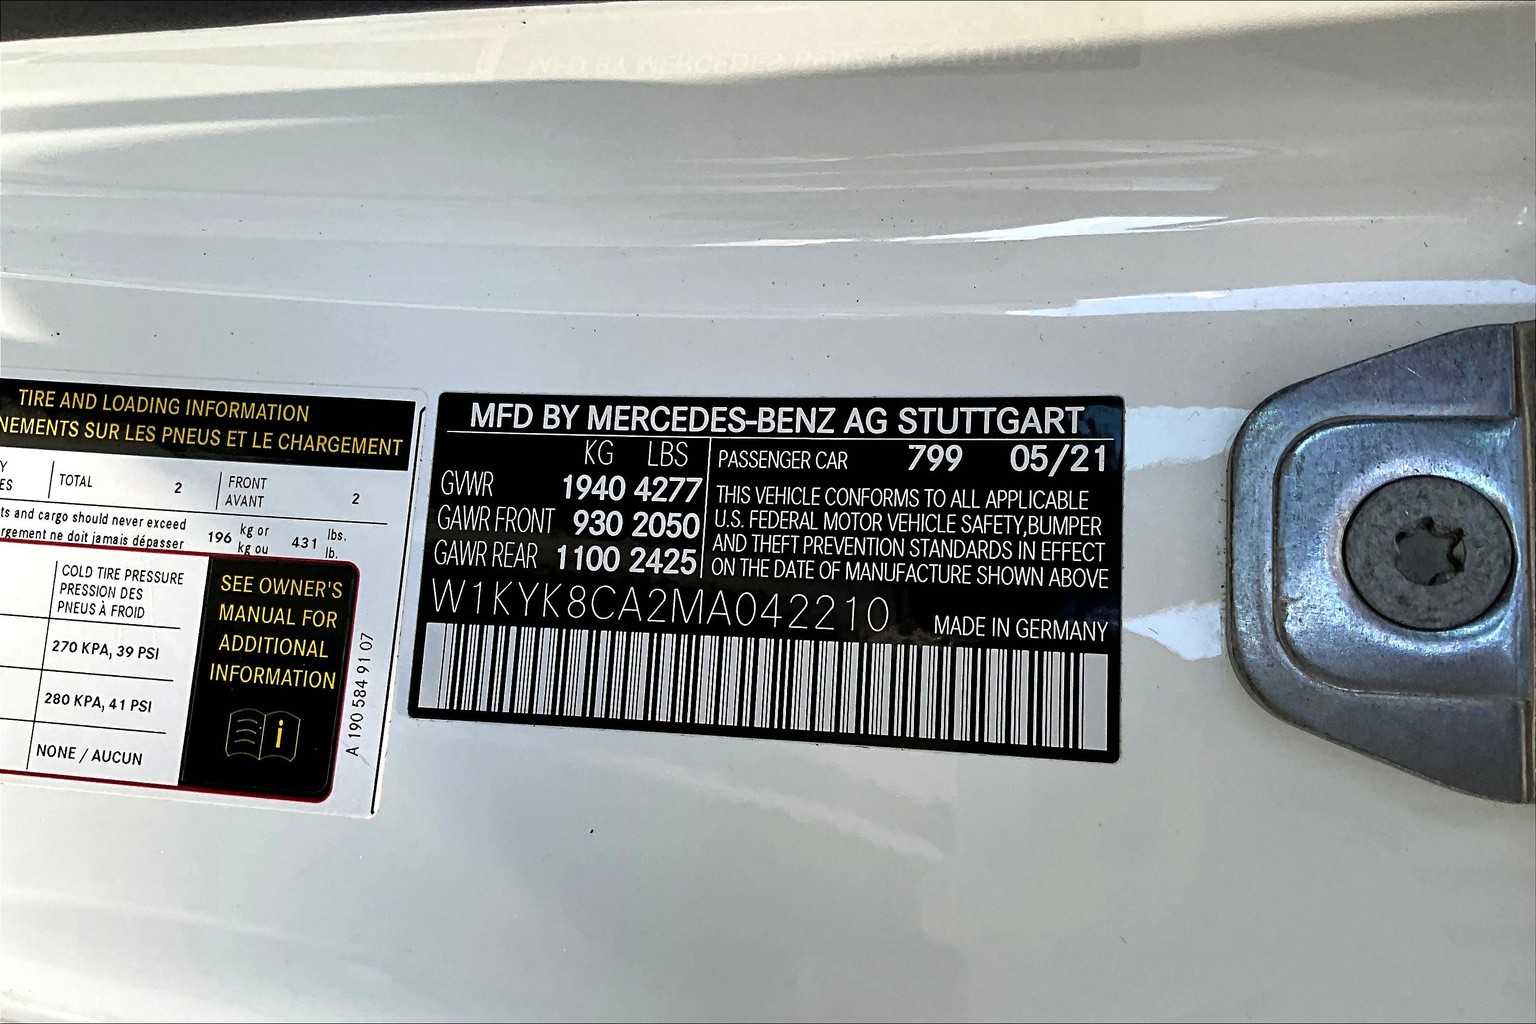 TIRE AND LOADING INFORMATION
SUR LES PNEUS ET LE CHARGEMENT
TOTAL 2 FRONT AVANT 2
and cargo should never exceed
ne doit jamais dépasser
196 kg or kg ou 431 lbs. lb.
COLD TIRE PRESSURE
PRESSION DES
PNEUS À FROID
270 KPA, 39 PSI
280 KPA, 41 PSI
NONE / AUCUN
SEE OWNER'S
MANUAL FOR
ADDITIONAL
INFORMATION
i
A 190 584 91 07
MFD BY MERCEDES-BENZ AG STUTTGART
KG LBS
GVWR 1940 4277
GAWR FRONT 930 2050
GAWR REAR 1100 2425
PASSENGER CAR 799 05/21
THIS VEHICLE CONFORMS TO ALL APPLICABLE
U.S. FEDERAL MOTOR VEHICLE SAFETY,BUMPER
AND THEFT PREVENTION STANDARDS IN EFFECT
ON THE DATE OF MANUFACTURE SHOWN ABOVE
W1KYK8CA2MA042210
MADE IN GERMANY